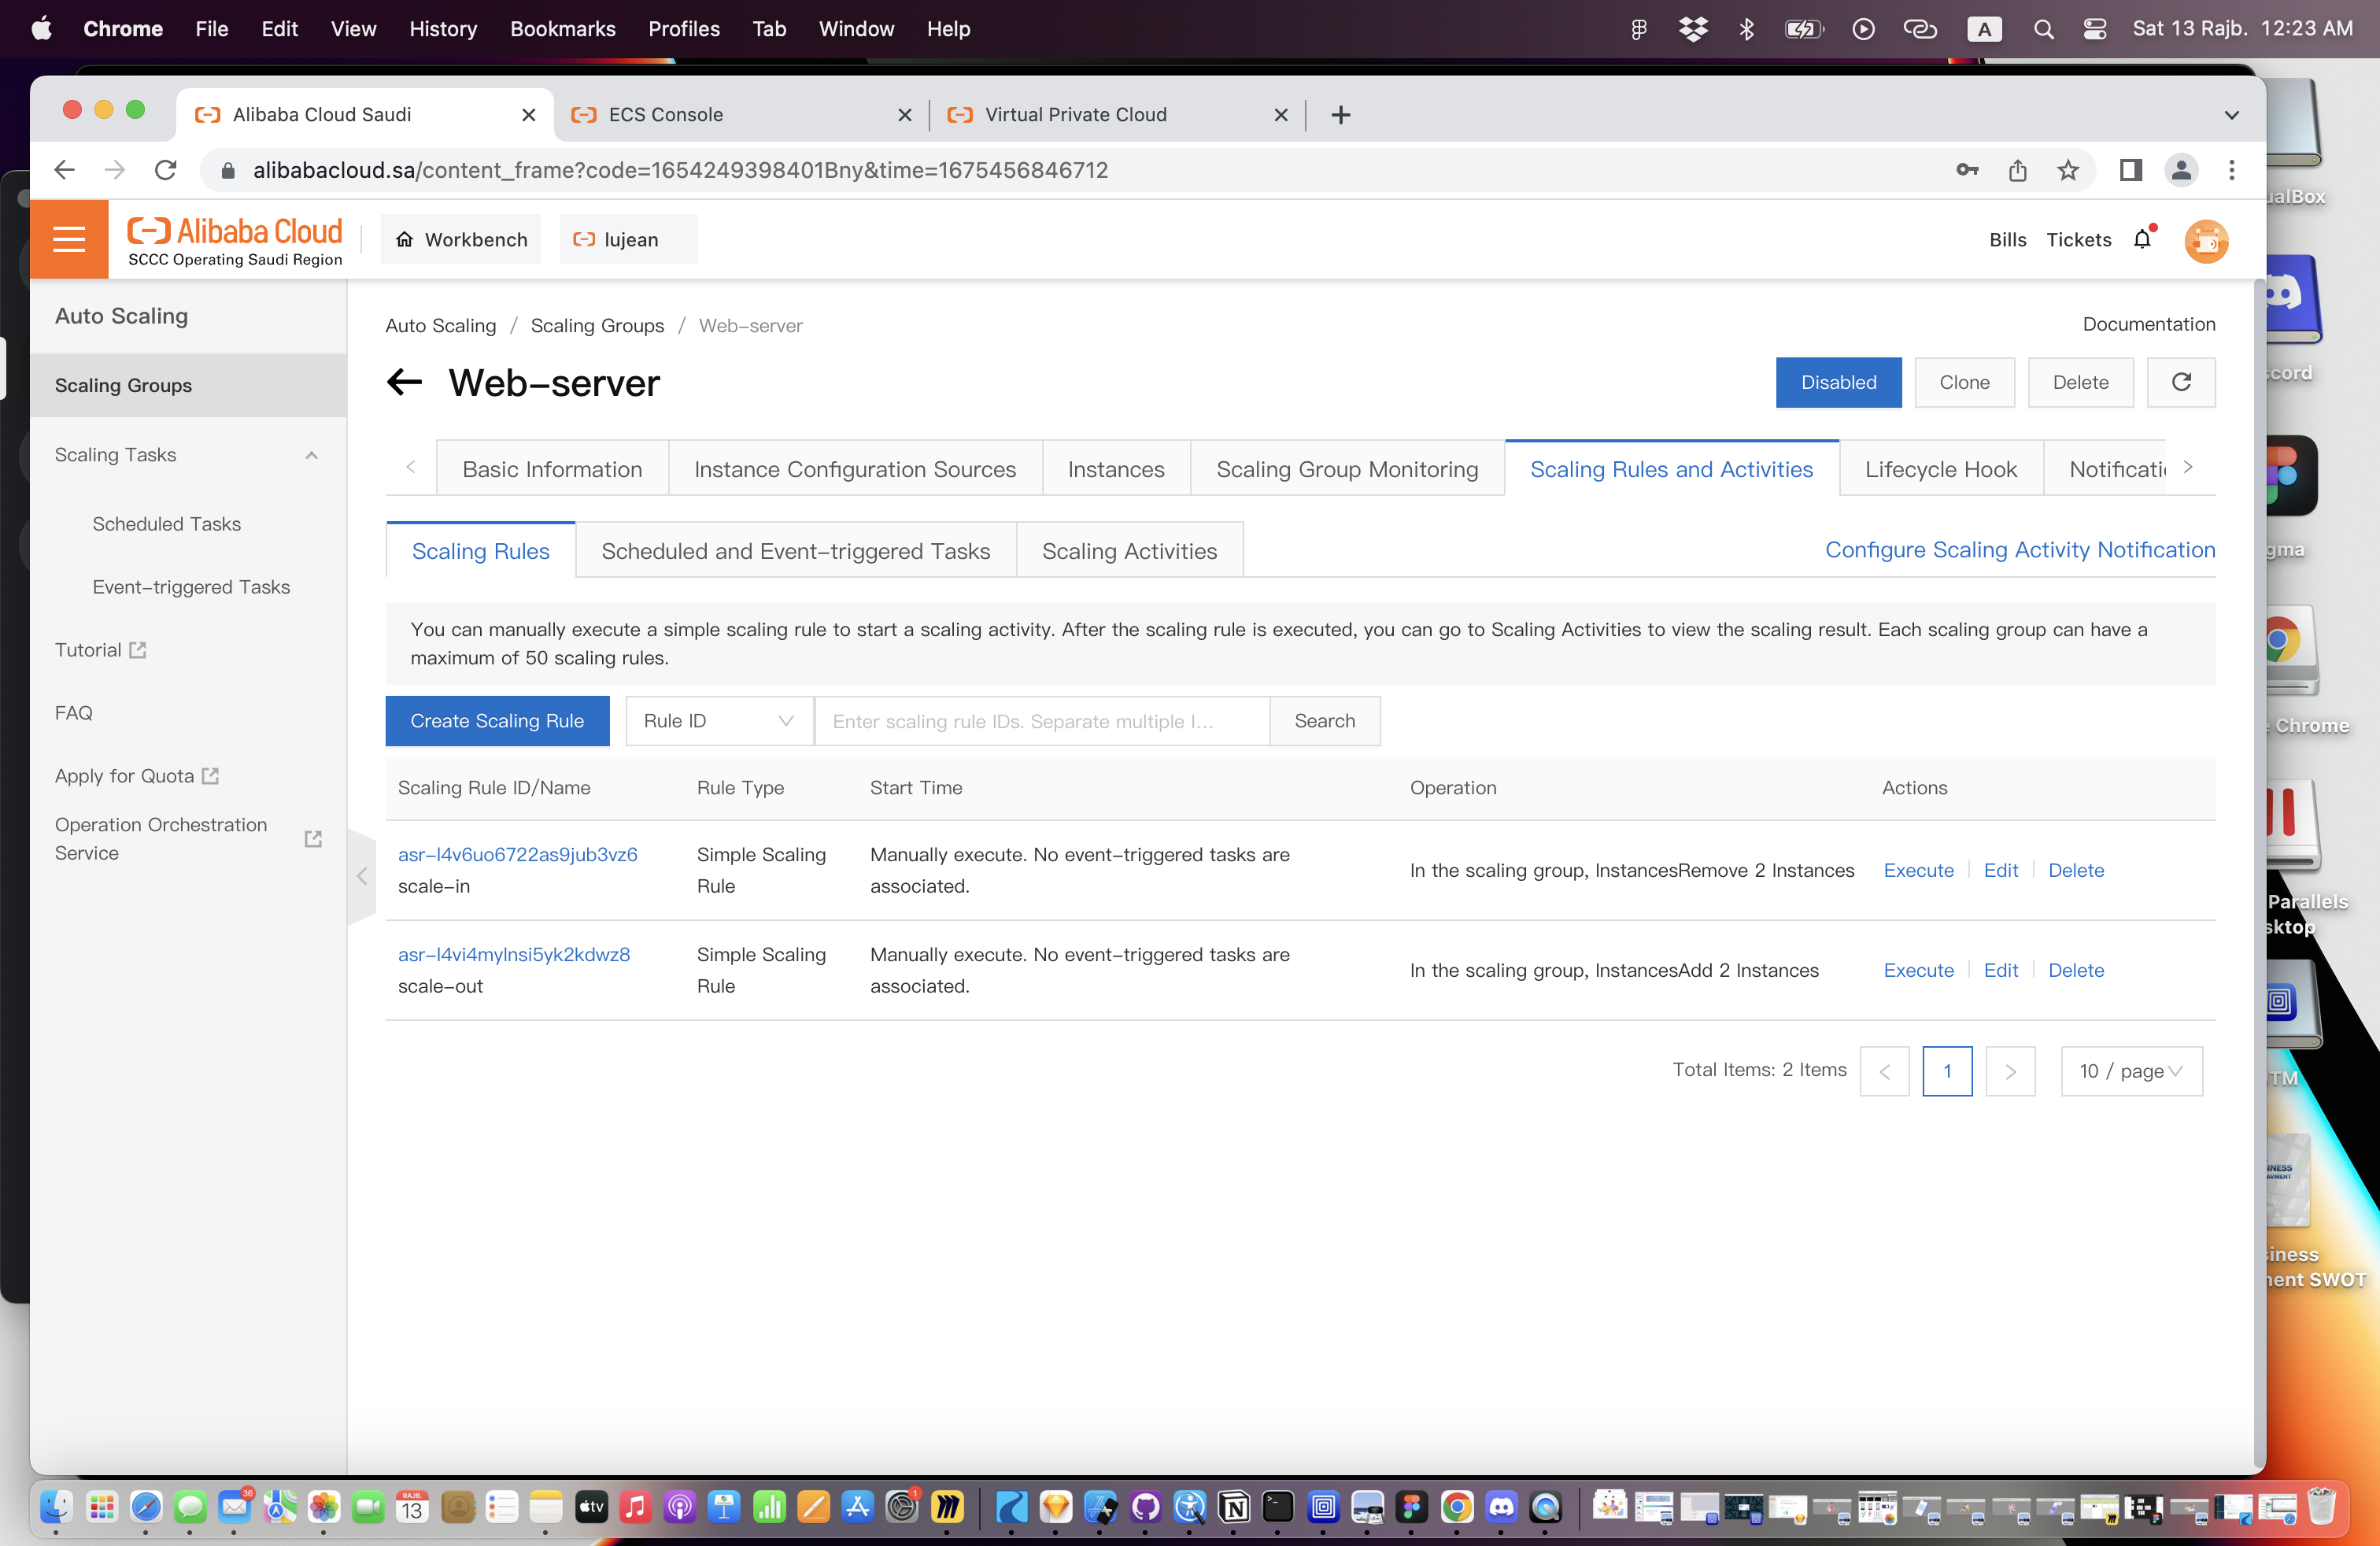 Chrome File Edit View History Bookmarks Profiles Tab Window Help
A Sat 13 Rajb. 12:23 AM
Alibaba Cloud Saudi
ECS Console
Virtual Private Cloud
alibabacloud.sa/content_frame?code=1654249398401Bny&time=1675456846712
Alibaba Cloud
SCCC Operating Saudi Region
Workbench
lujean
Bills Tickets
Auto Scaling
Scaling Groups
Scaling Tasks
Scheduled Tasks
Event-triggered Tasks
Tutorial
FAQ
Apply for Quota
Operation Orchestration
Service
Auto Scaling / Scaling Groups / Web-server
Documentation
Web-server
Disabled Clone Delete
Basic Information Instance Configuration Sources Instances Scaling Group Monitoring Scaling Rules and Activities Lifecycle Hook Notificati
Scaling Rules Scheduled and Event-triggered Tasks Scaling Activities
Configure Scaling Activity Notification
You can manually execute a simple scaling rule to start a scaling activity. After the scaling rule is executed, you can go to Scaling Activities to view the scaling result. Each scaling group can have a
maximum of 50 scaling rules.
Create Scaling Rule Rule ID Enter scaling rule IDs. Separate multiple I... Search
Scaling Rule ID/Name Rule Type Start Time Operation Actions
asr-l4v6uo6722as9jub3vz6 Simple Scaling Manually execute. No event-triggered tasks are
In the scaling group, InstancesRemove 2 Instances Execute Edit Delete
scale-in Rule associated.
asr-l4vi4mylnsi5yk2kdwz8 Simple Scaling Manually execute. No event-triggered tasks are
In the scaling group, InstancesAdd 2 Instances Execute Edit Delete
scale-out Rule associated.
Total Items: 2 Items 1 10 / page
ualBox
cord
gma
Chrome
Parallels
sktop
TM
INESS
iness
ment SWOT
36
RAJB.
13
tv
1